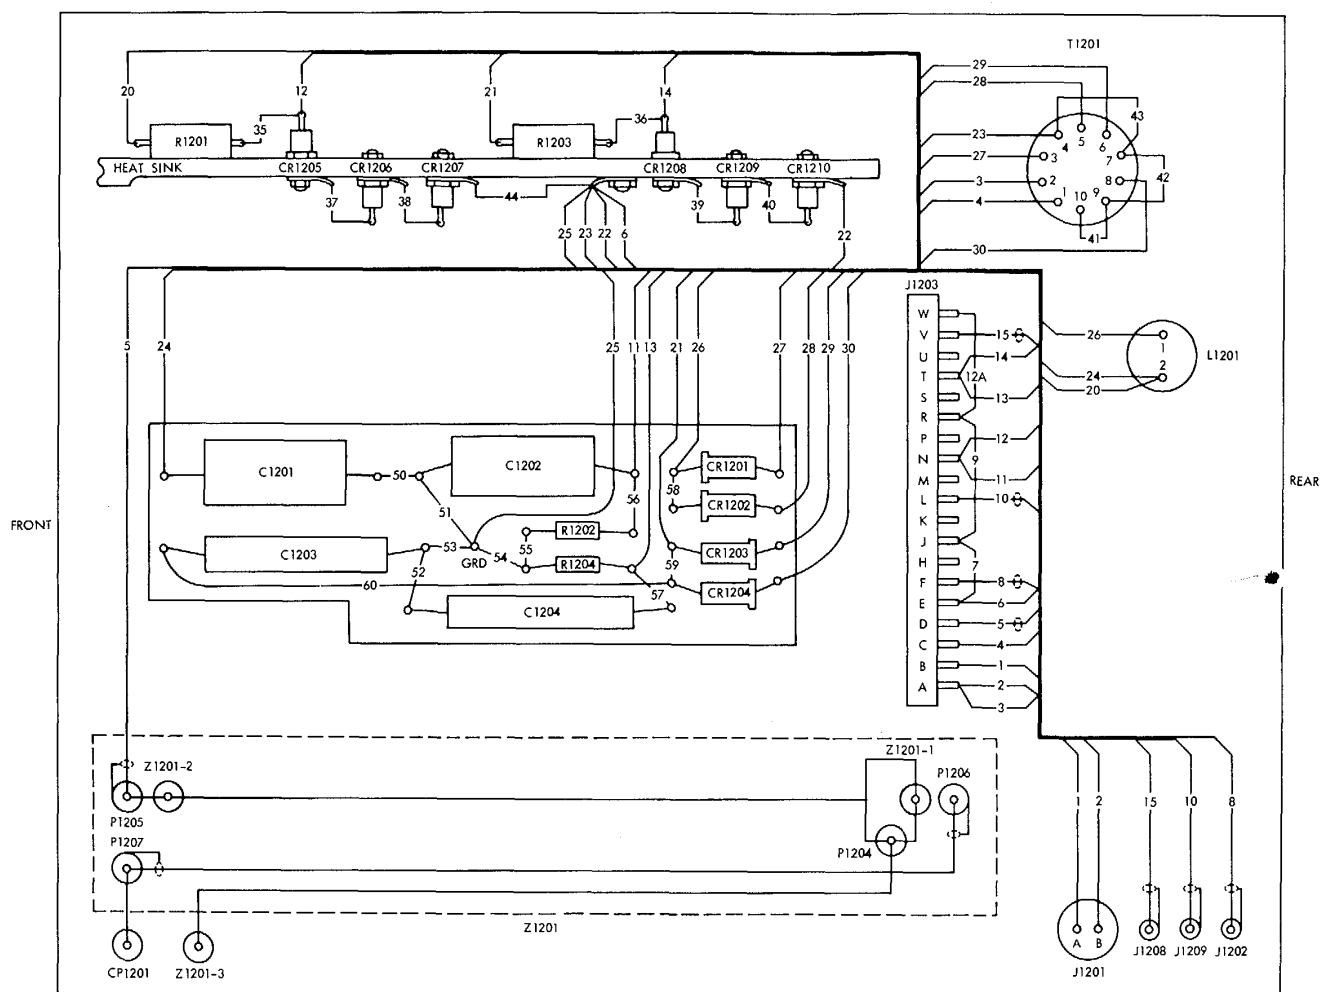 T1201
29
28
20 12 21 14
43
35 36
R1201 R1203
23
4 5 6
27 3 7
HEAT SINK CR1205 CR1206 CR1207 CR1208 CR1209 CR1210
3 2 8 42
37 38 44 39 40
4 1 10 9
25 23 22 6 22
41
30
J1203
W
V 15 26 1
U 14 L1201
T 12A 24 2
S 13 20
R
P 12
N 9
M 11
L 10
K
J
H 7
F 8
E 6
D 5
C 4
B 1
A 2
3
5 24 25 11 13 21 26 27 28 29 30
C1201 50 C1202 CR1201
58
56
51 CR1202
R1202
FRONT
REAR
C1203 53 54 55 CR1203
GRD R1204 59
52
60 57 CR1204
C1204
Z1201-2 Z1201-1
P1206
P1205
P1207
P1204
1 2 15 10 8
Z1201
A B
CP1201 Z1201-3 J1201 J1208 J1209 J1202